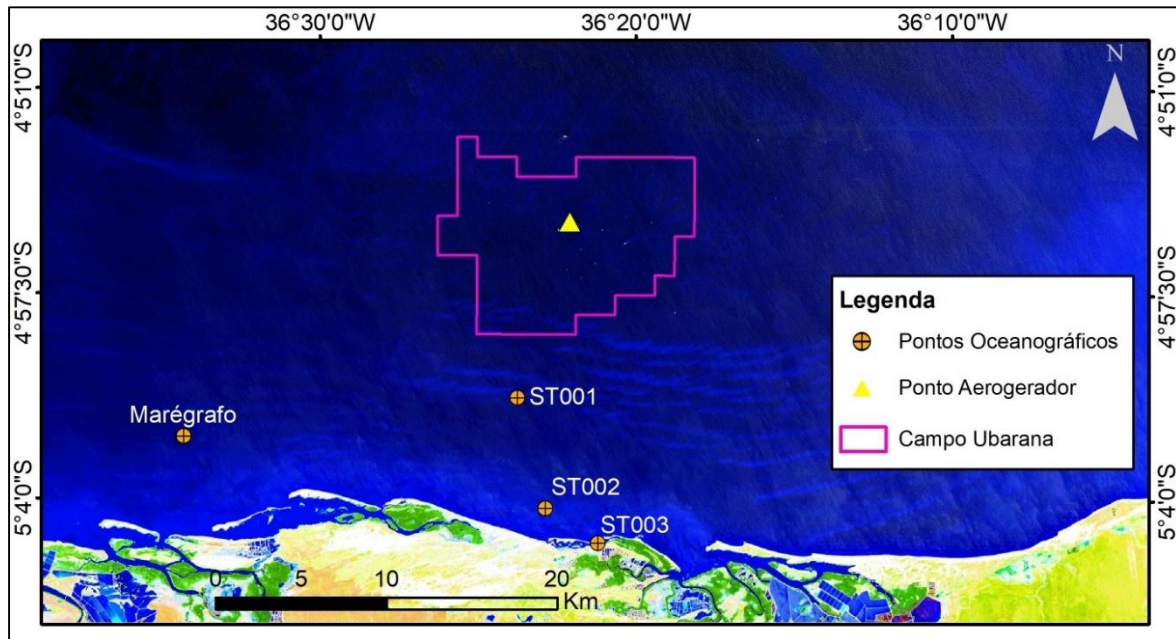 36°30'0"W 36°20'0"W 36°10'0"W
N
4°51'0"S 4°51'0"S
4°57'30"S 4°57'30"S
5°4'0"S 5°4'0"S
Legenda
Pontos Oceanográficos
Ponto Aerogerador
Campo Ubarana
ST001
Marégrafo
ST002
ST003
0 5 10 20
Km